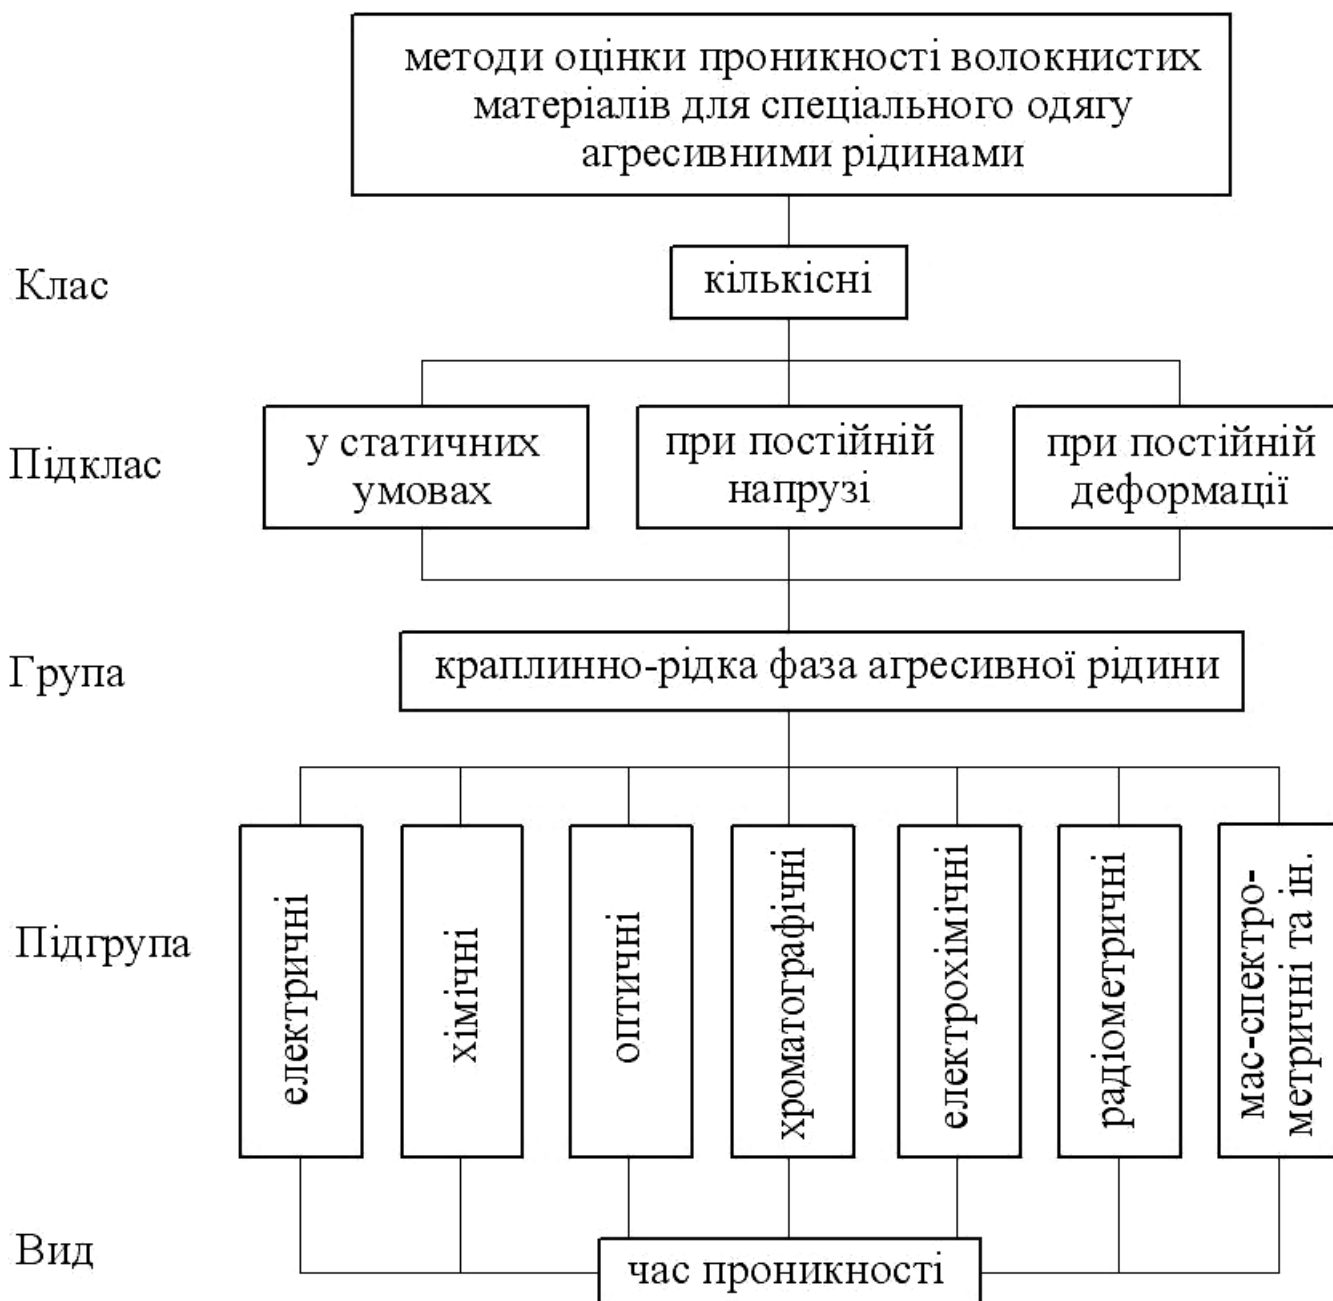 методи оцінки проникності волокнистих
матеріалів для спеціального одягу
агресивними рідинами
Клас
кількісні
Підклас
у статичних
умовах
при постійній
напрузі
при постійній
деформації
Група
краплинно-рідка фаза агресивної рідини
Підгрупа
електричні
хімічні
оптичні
хроматографічні
електрохімічні
радіометричні
мас-спектро-
метричні та ін.
Вид
час проникності